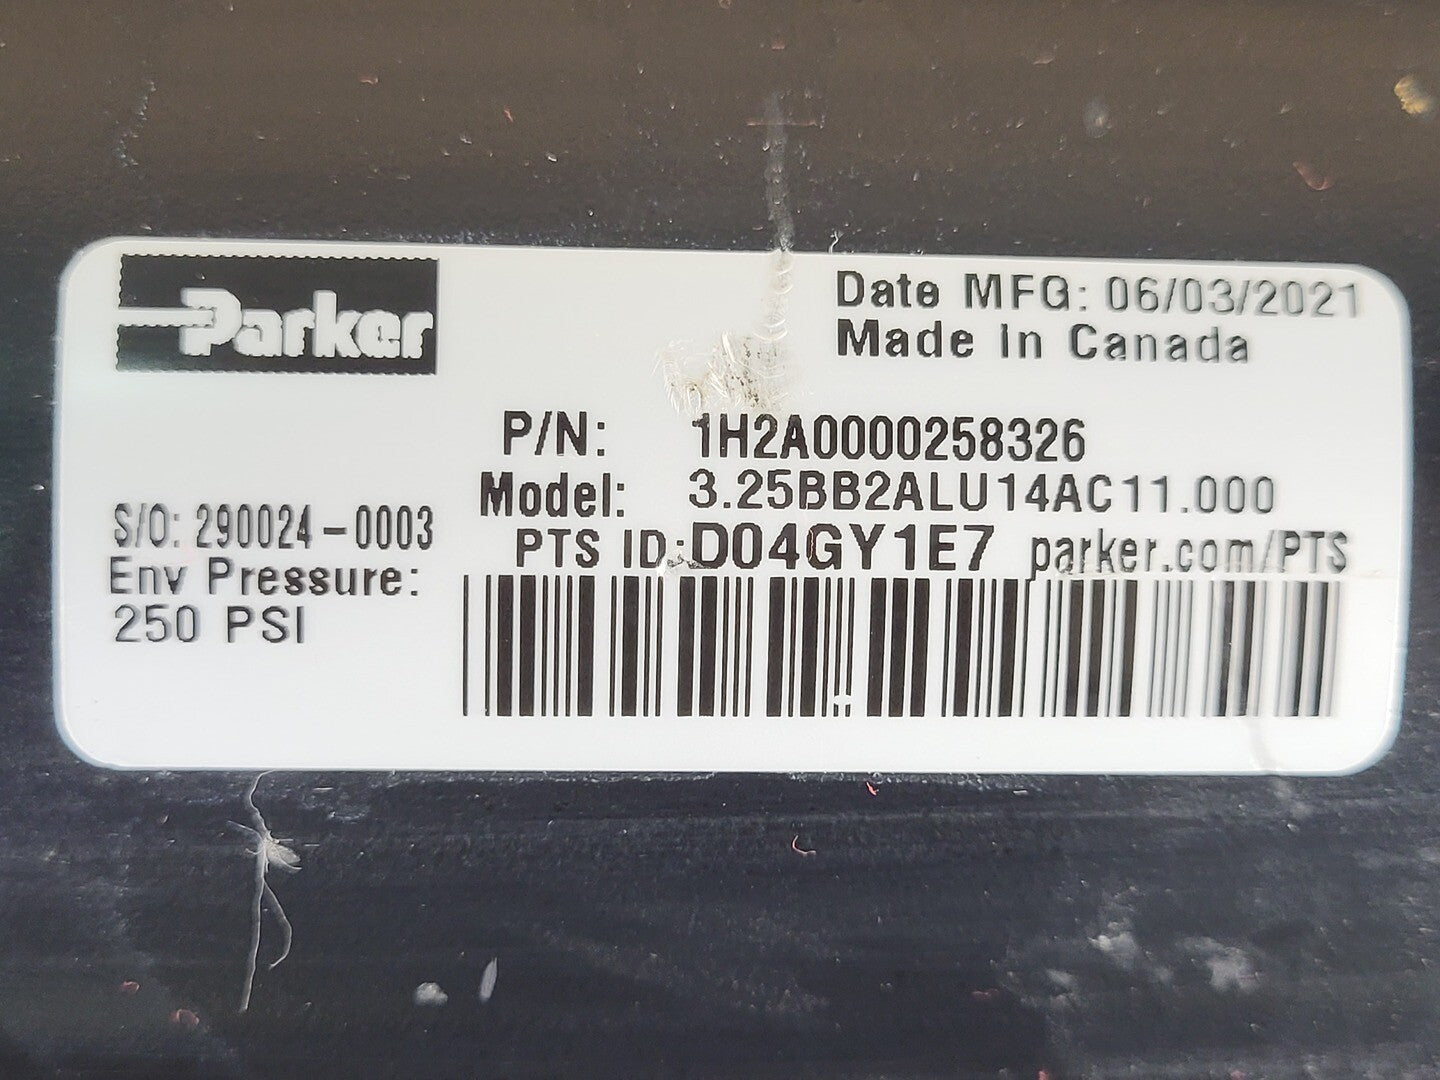 Parker
Date MFG: 06/03/2021
Made In Canada
P/N: 1H2A0000258326
Model: 3.25BB2ALU14AC11.000
S/O: 290024-0003
PTS ID: D04GY1E7 parker.com/PTS
Env Pressure:
250 PSI